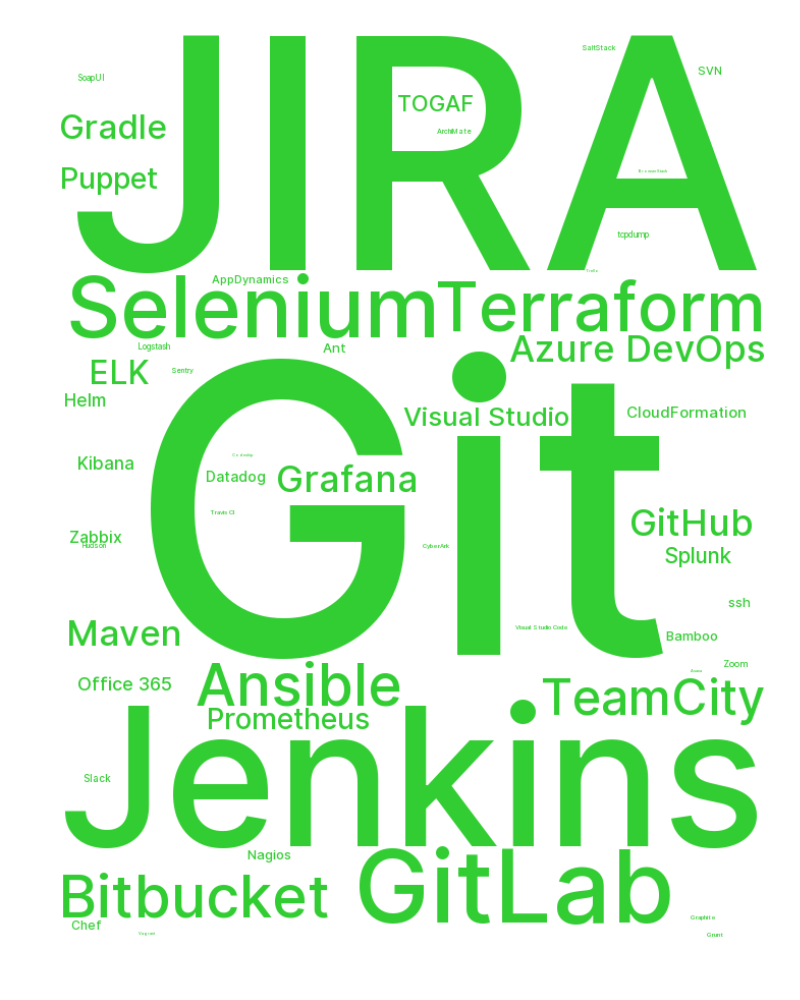 JIRA
SaltStack
SVN
SoapUI
TOGAF
Gradle
ArchiMate
Puppet
tcpdump
AppDynamics
Selenium
Terraform
Logstash
Ant
Azure DevOps
ELK
Sentry
Helm
Git
Visual Studio
CloudFormation
Kibana
Datadog
Grafana
Travis CI
GitHub
Zabbix
Hudson
CyberArk
Splunk
ssh
Visual Studio Code
Maven
Bamboo
Zoom
Office 365
Ansible
TeamCity
Prometheus
Jenkins
Slack
Nagios
GitLab
Bitbucket
Chef
Graphite
Grunt